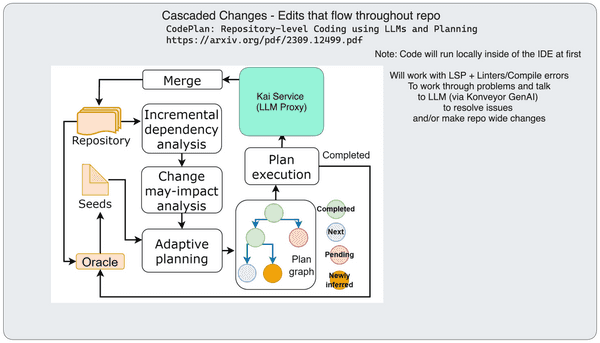 Cascaded Changes - Edits that flow throughout repo
CodePlan: Repository-level Coding using LLMs and Planning
https://arxiv.org/pdf/2309.12499.pdf
Note: Code will run locally inside of the IDE at first
Will work with LSP + Linters/Compile errors
To work through problems and talk
to LLM (via Konveyor GenAI)
to resolve issues
and/or make repo wide changes
Merge
Kai Service
(LLM Proxy)
Repository
Incremental
dependency
analysis
Plan
execution
Completed
Change
may-impact
analysis
Seeds
Adaptive
planning
Oracle
Plan
graph
Completed
Next
Pending
Newly
inferred